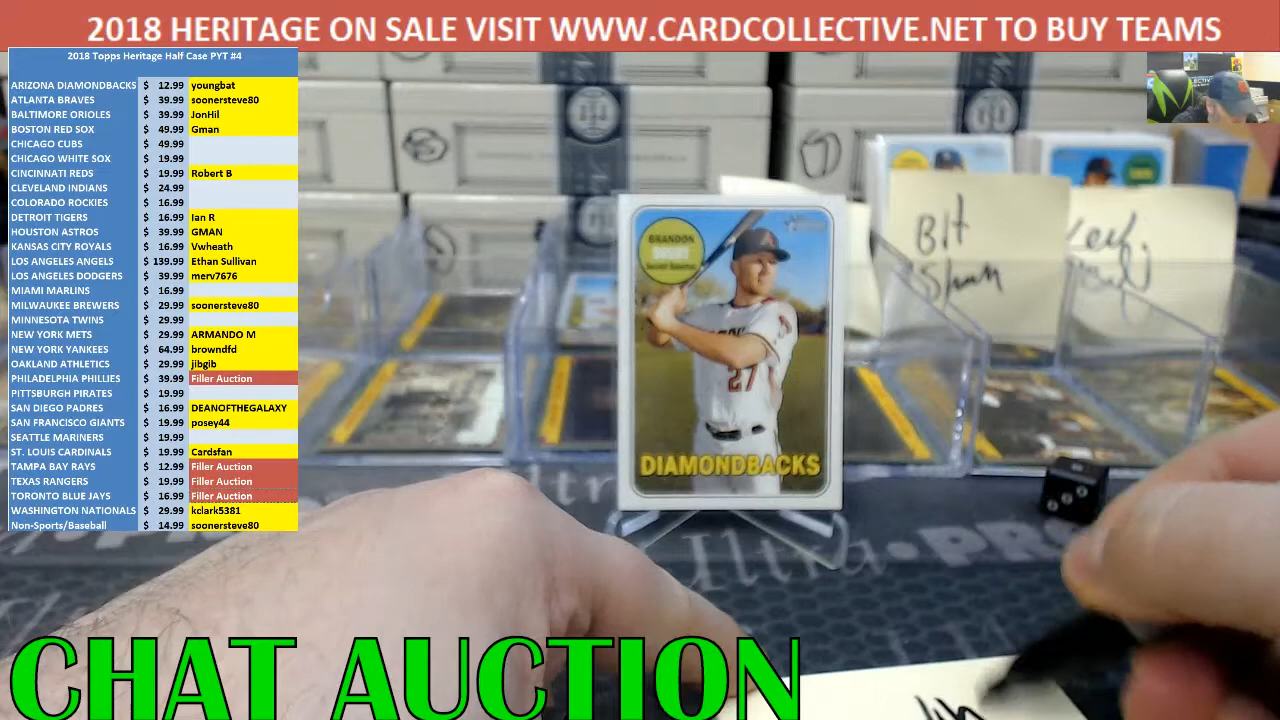 2018 HERITAGE ON SALE VISIT WWW.CARDCOLLECTIVE.NET TO BUY TEAMS
2018 Topps Heritage Half Case PYT #4
ARIZONA DIAMONDBACKS $ 12.99 youngbat
ATLANTA BRAVES $ 39.99 soonersteve80
BALTIMORE ORIOLES $ 39.99 JonHil
BOSTON RED SOX $ 49.99 Gman
CHICAGO CUBS $ 49.99
CHICAGO WHITE SOX $ 19.99
CINCINNATI REDS $ 19.99 Robert B
CLEVELAND INDIANS $ 24.99
COLORADO ROCKIES $ 16.99
DETROIT TIGERS $ 16.99 Ian R
HOUSTON ASTROS $ 39.99 GMAN
KANSAS CITY ROYALS $ 16.99 Vwheath
LOS ANGELES ANGELS $ 139.99 Ethan Sullivan
LOS ANGELES DODGERS $ 39.99 merv7676
MIAMI MARLINS $ 16.99
MILWAUKEE BREWERS $ 29.99 soonersteve80
MINNESOTA TWINS $ 29.99
NEW YORK METS $ 29.99 ARMANDO M
NEW YORK YANKEES $ 64.99 browndfd
OAKLAND ATHLETICS $ 29.99 jibgib
PHILADELPHIA PHILLIES $ 39.99 Filler Auction
PITTSBURGH PIRATES $ 19.99
SAN DIEGO PADRES $ 16.99 DEANOFTHEGALAXY
SAN FRANCISCO GIANTS $ 19.99 posey44
SEATTLE MARINERS $ 19.99
ST. LOUIS CARDINALS $ 19.99 Cardsfan
TAMPA BAY RAYS $ 12.99 Filler Auction
TEXAS RANGERS $ 19.99 Filler Auction
TORONTO BLUE JAYS $ 16.99 Filler Auction
WASHINGTON NATIONALS $ 29.99 kclark5381
Non-Sports/Baseball $ 14.99 soonersteve80
BRANDON
27
DIAMONDBACKS
Bit
Ultra•PRO
CHAT AUCTION